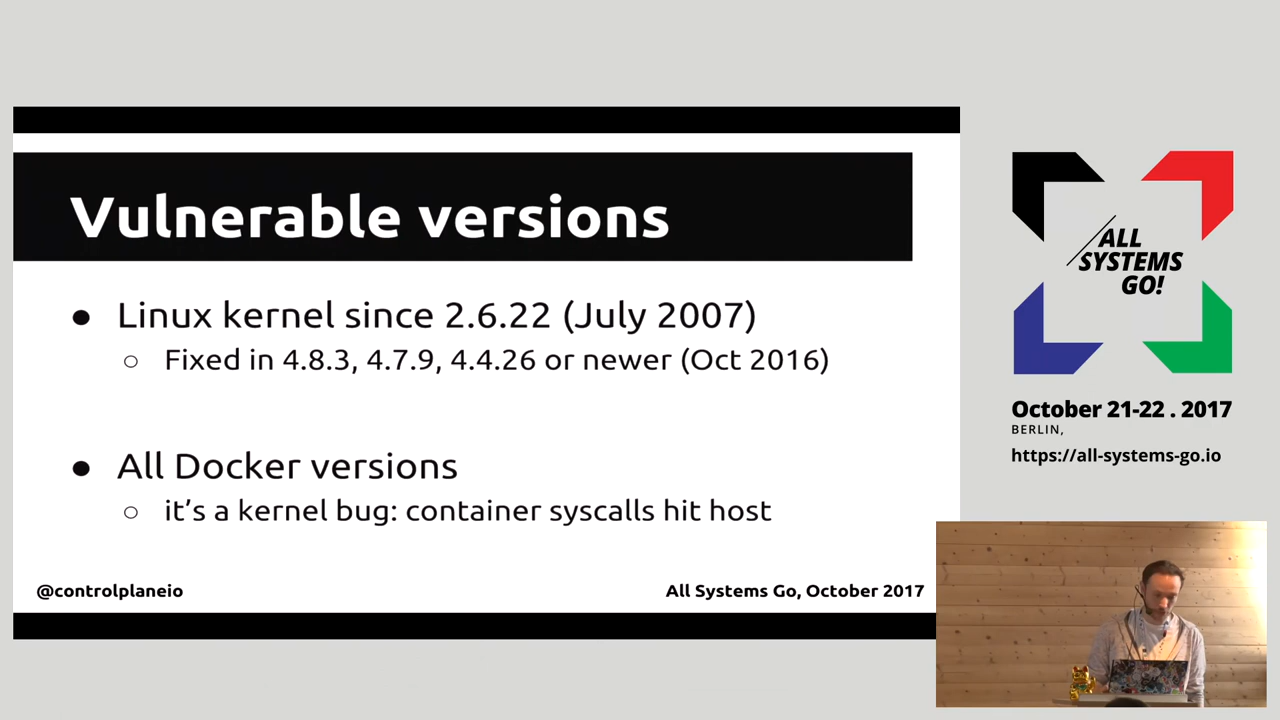 Vulnerable versions
● Linux kernel since 2.6.22 (July 2007)
○ Fixed in 4.8.3, 4.7.9, 4.4.26 or newer (Oct 2016)
● All Docker versions
○ it’s a kernel bug: container syscalls hit host
@controlplaneio
All Systems Go, October 2017
ALL
SYSTEMS
GO!
October 21-22 . 2017
BERLIN,
https://all-systems-go.io